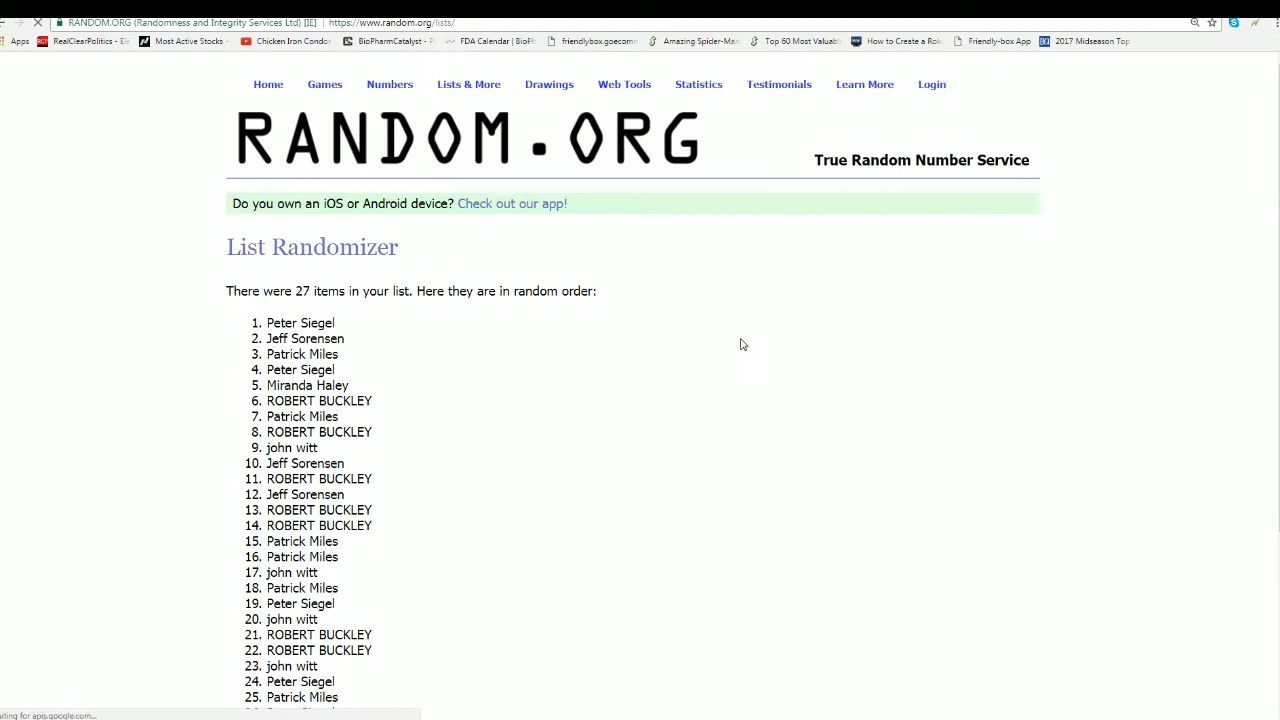 RANDOM.ORG (Randomness and Integrity Services Ltd) [IE] https://www.random.org/lists/
Apps RealClearPolitics - Ele Most Active Stocks - Chicken Iron Condor BioPharmCatalyst - P FDA Calendar | BioPh friendlybox.gocomm Amazing Spider-Man Top 60 Most Valuabl How to Create a Rok Friendly-box App 2017 Midseason Top
Home Games Numbers Lists & More Drawings Web Tools Statistics Testimonials Learn More Login
RANDOM.ORG
True Random Number Service
Do you own an iOS or Android device? Check out our app!
List Randomizer
There were 27 items in your list. Here they are in random order:
1. Peter Siegel
2. Jeff Sorensen
3. Patrick Miles
4. Peter Siegel
5. Miranda Haley
6. ROBERT BUCKLEY
7. Patrick Miles
8. ROBERT BUCKLEY
9. john witt
10. Jeff Sorensen
11. ROBERT BUCKLEY
12. Jeff Sorensen
13. ROBERT BUCKLEY
14. ROBERT BUCKLEY
15. Patrick Miles
16. Patrick Miles
17. john witt
18. Patrick Miles
19. Peter Siegel
20. john witt
21. ROBERT BUCKLEY
22. ROBERT BUCKLEY
23. john witt
24. Peter Siegel
25. Patrick Miles
iting for apis.google.com...